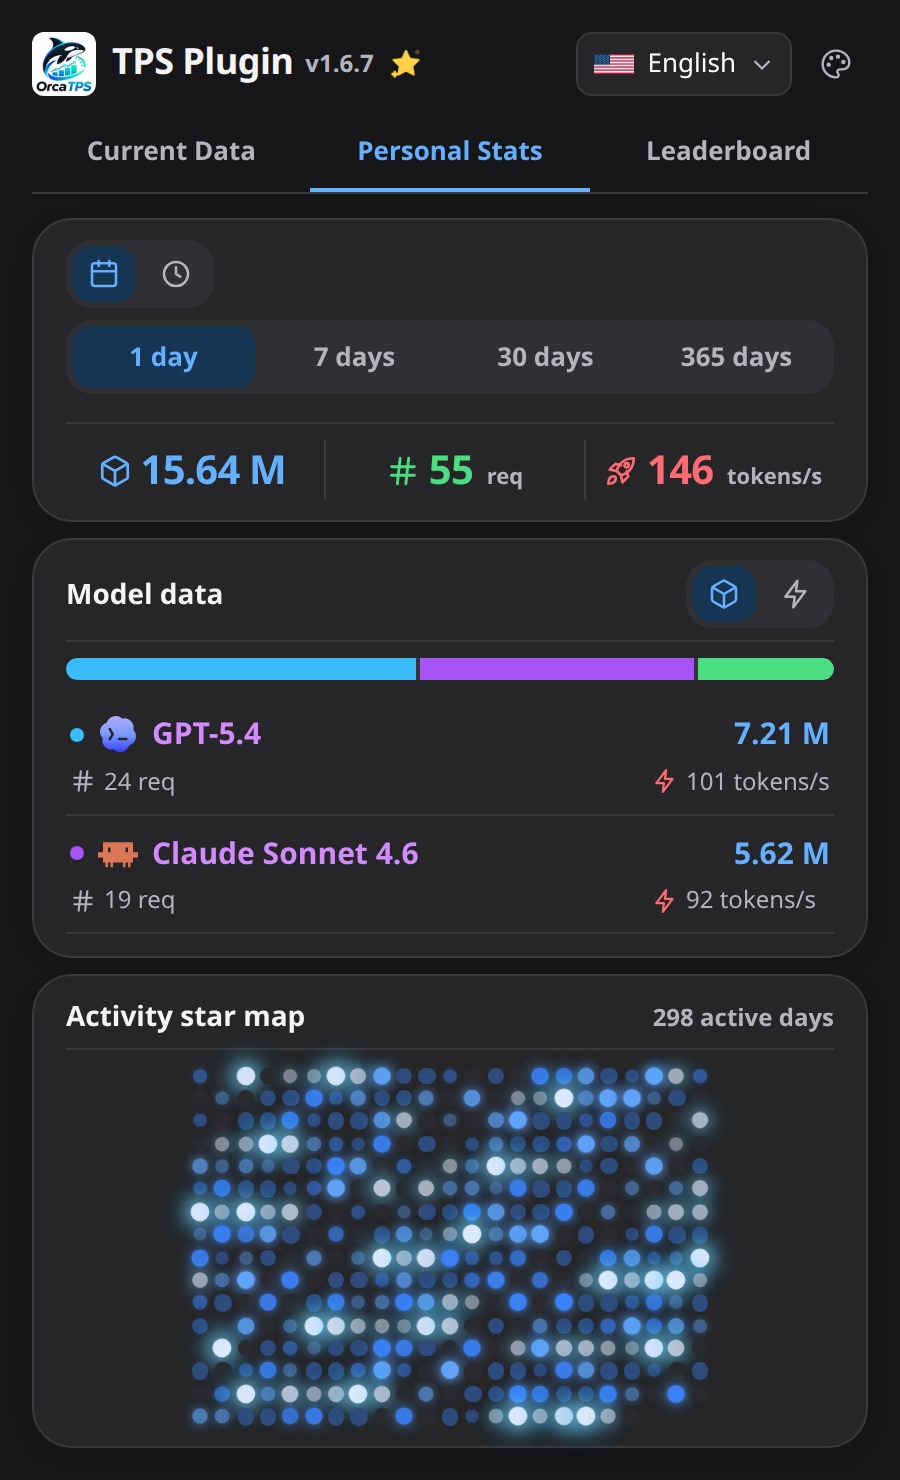 OrcaTPS
TPS Plugin v1.6.7
English
Current Data
Personal Stats
Leaderboard
1 day
7 days
30 days
365 days
15.64 M
# 55 req
146 tokens/s
Model data
GPT-5.4
7.21 M
# 24 req
101 tokens/s
Claude Sonnet 4.6
5.62 M
# 19 req
92 tokens/s
Activity star map
298 active days